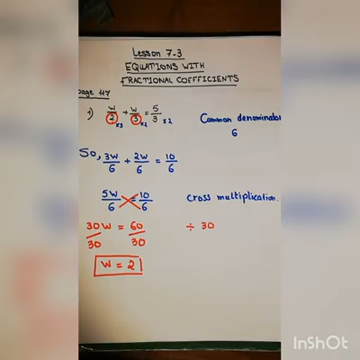 Lesson 7-3
EQUATIONS WITH
FRACTIONAL COEFFICIENTS
page 117
1) w/2 ×3 + w/3 ×2 = 5/3 ×2 Common denominator
6
So, 3w/6 + 2w/6 = 10/6
5w/6 = 10/6 cross multiplication
30w/30 = 60/30 ÷ 30
w = 2
InShOt